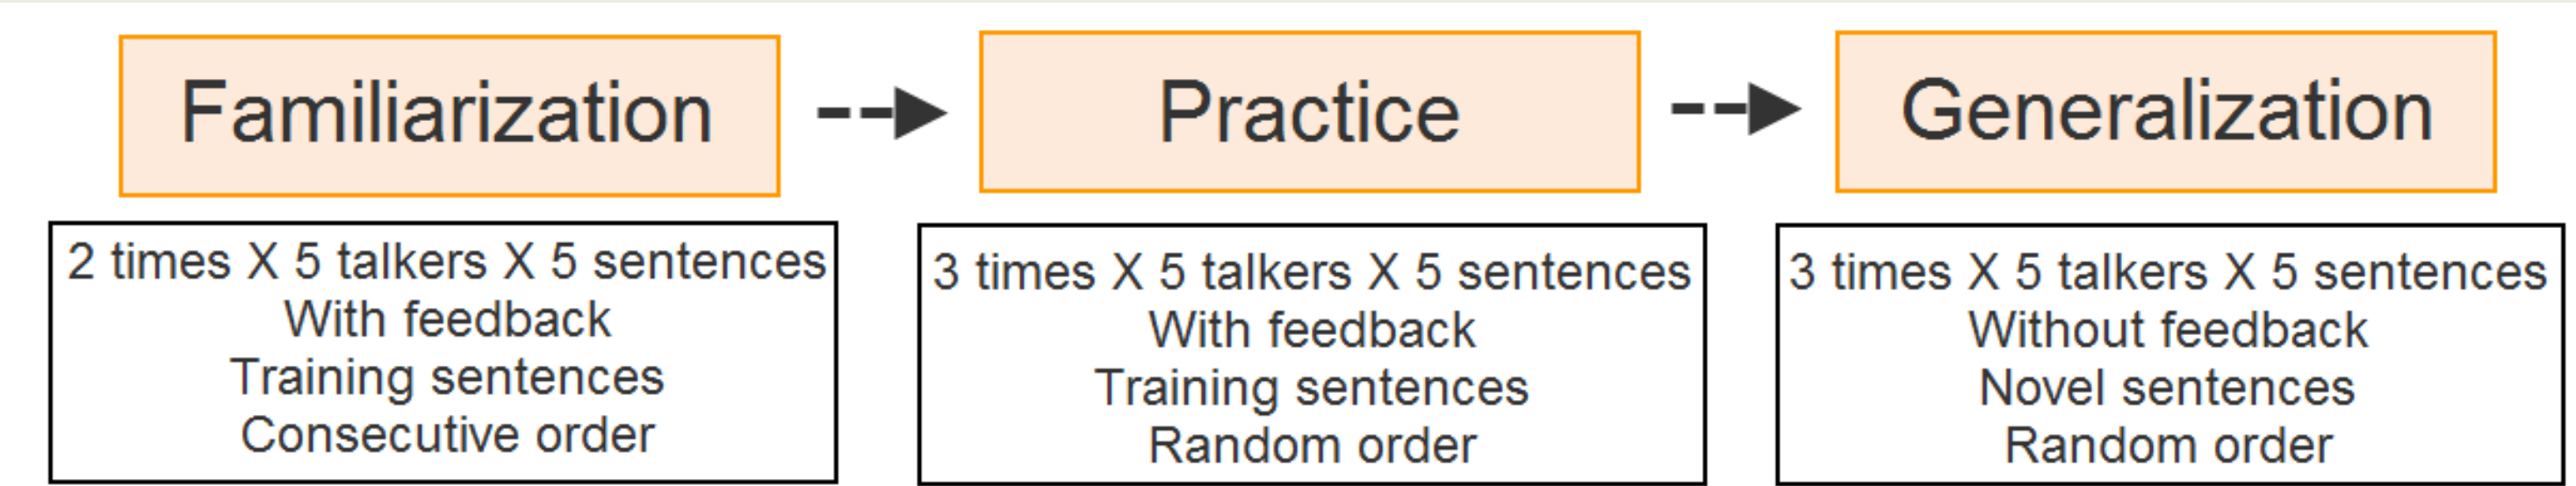 Familiarization
Practice
Generalization
2 times X 5 talkers X 5 sentences
With feedback
Training sentences
Consecutive order
3 times X 5 talkers X 5 sentences
With feedback
Training sentences
Random order
3 times X 5 talkers X 5 sentences
Without feedback
Novel sentences
Random order